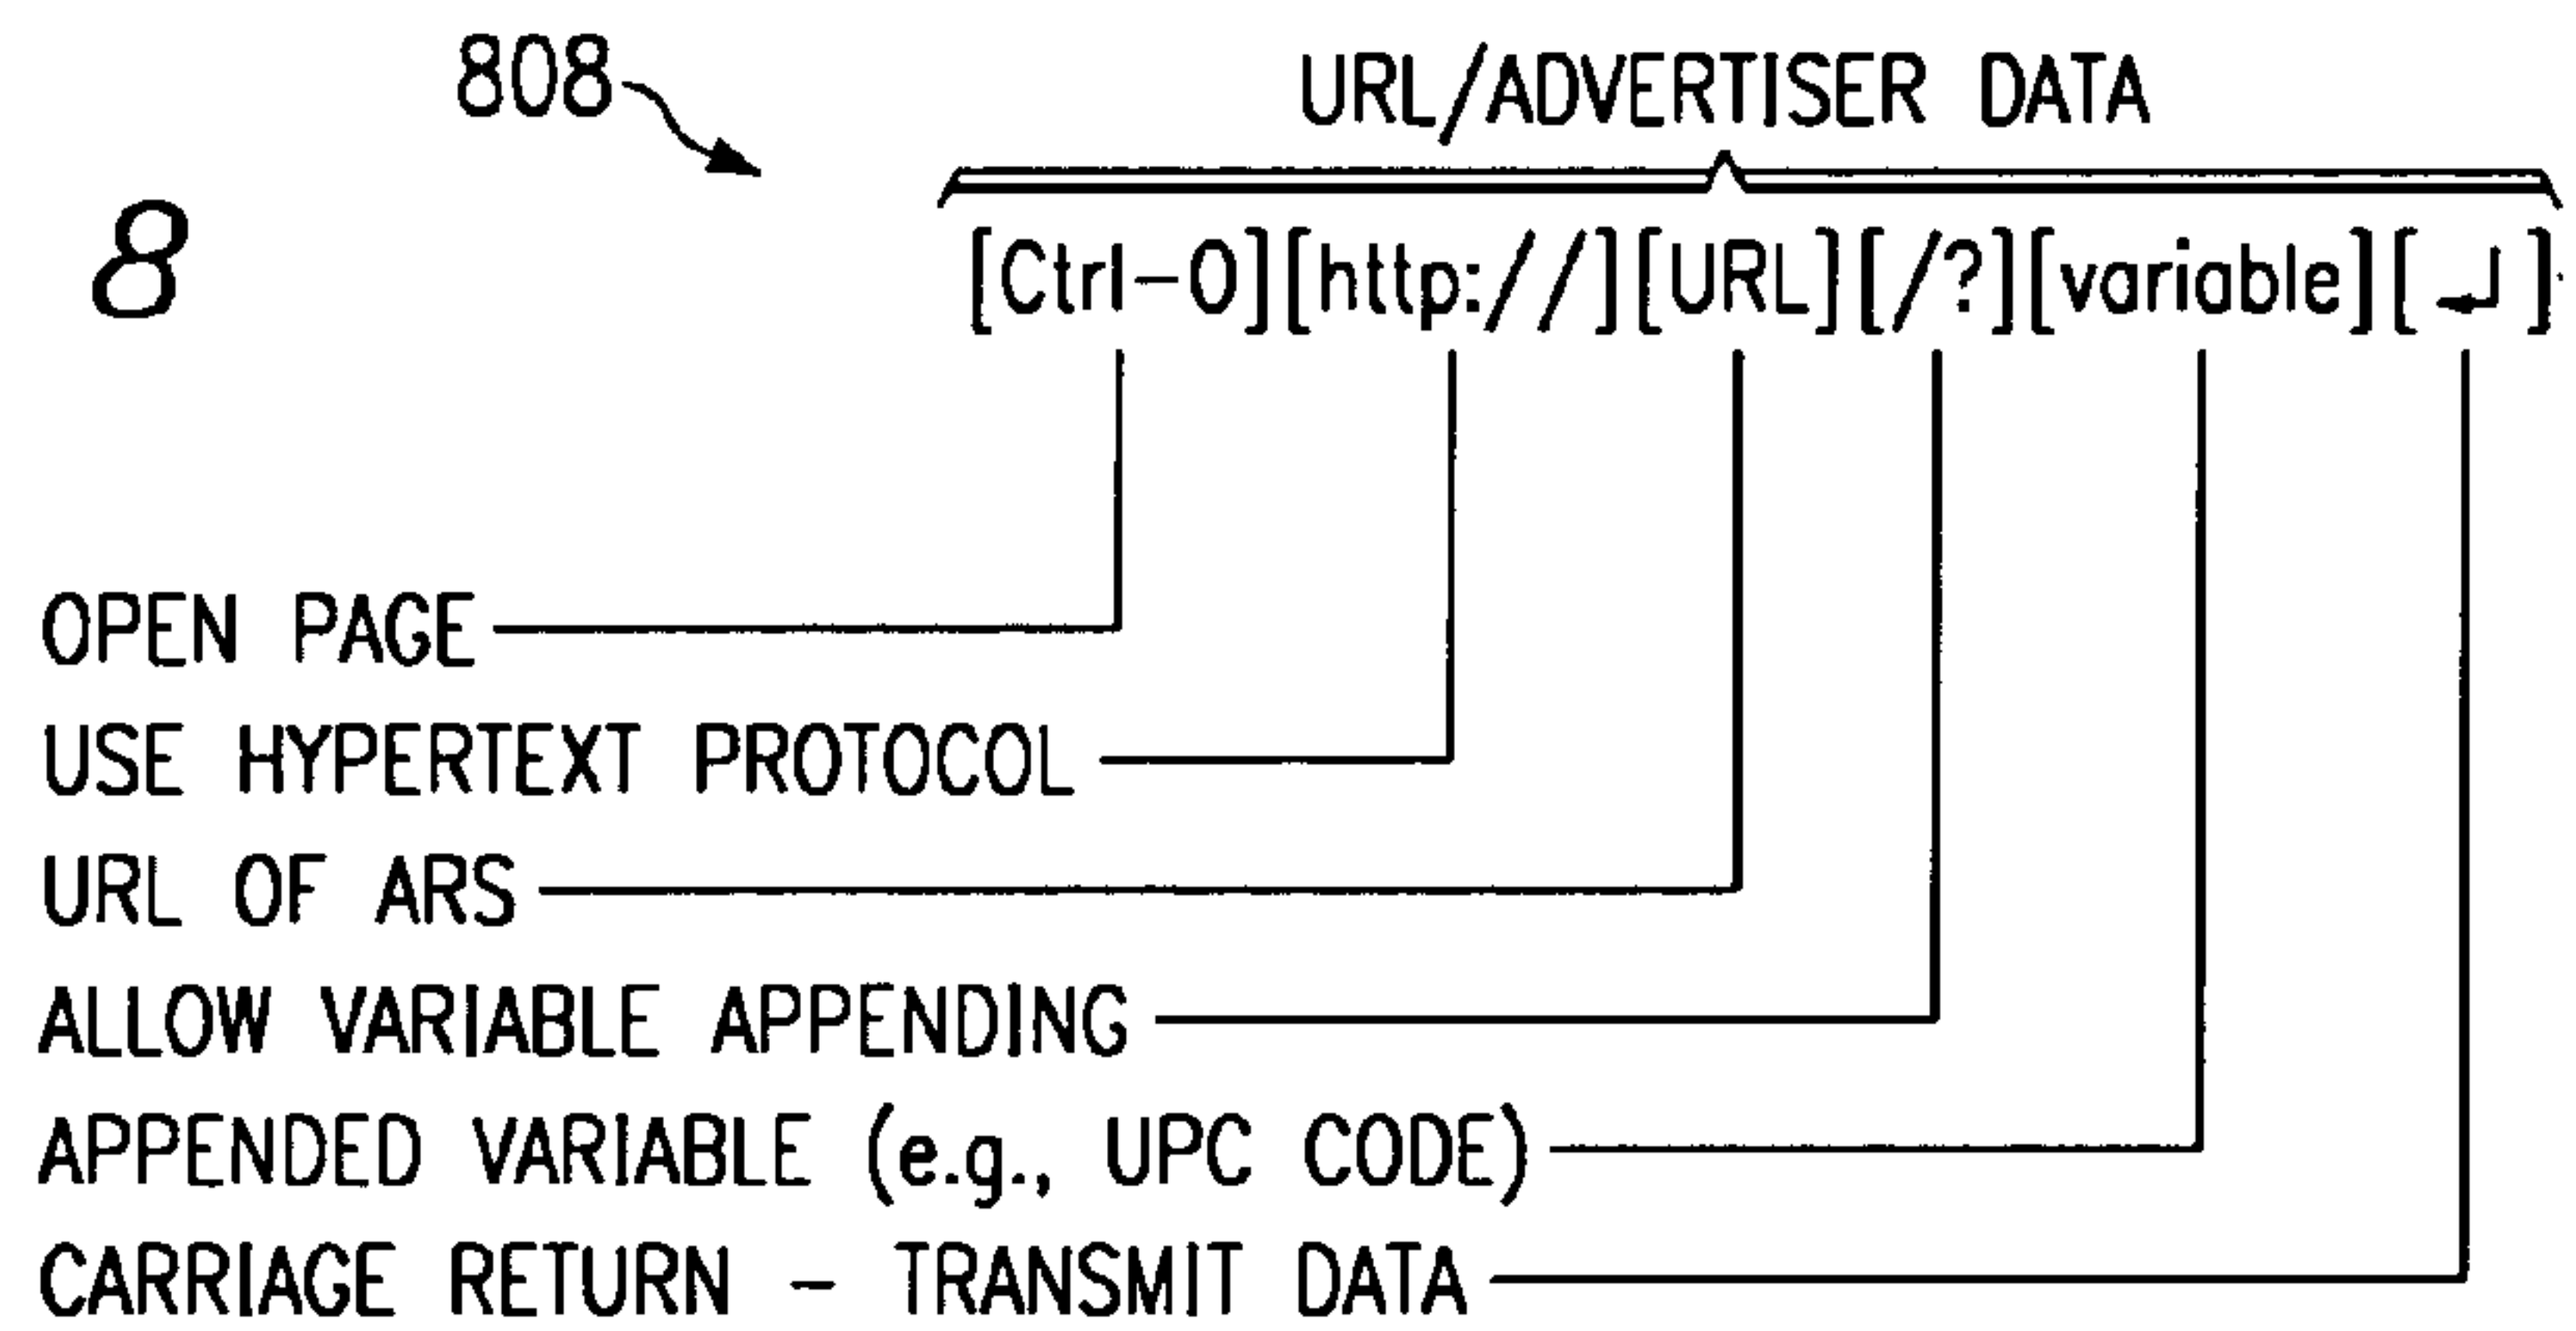 808
URL/ADVERTISER DATA
8
[Ctrl-O][http://][URL][/?][variable][↵]
OPEN PAGE
USE HYPERTEXT PROTOCOL
URL OF ARS
ALLOW VARIABLE APPENDING
APPENDED VARIABLE (e.g., UPC CODE)
CARRIAGE RETURN - TRANSMIT DATA